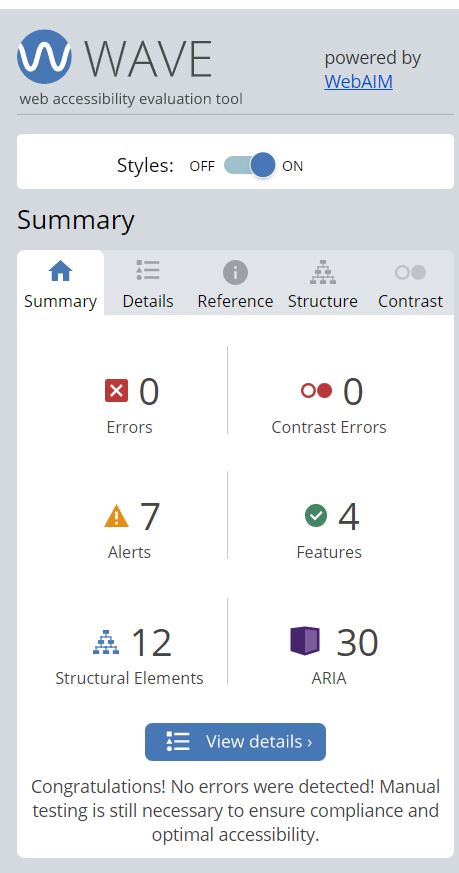 WAVE
web accessibility evaluation tool
powered by
WebAIM
Styles: OFF ON
Summary
Summary Details Reference Structure Contrast
0 0
Errors Contrast Errors
7 4
Alerts Features
12 30
Structural Elements ARIA
View details ›
Congratulations! No errors were detected! Manual
testing is still necessary to ensure compliance and
optimal accessibility.